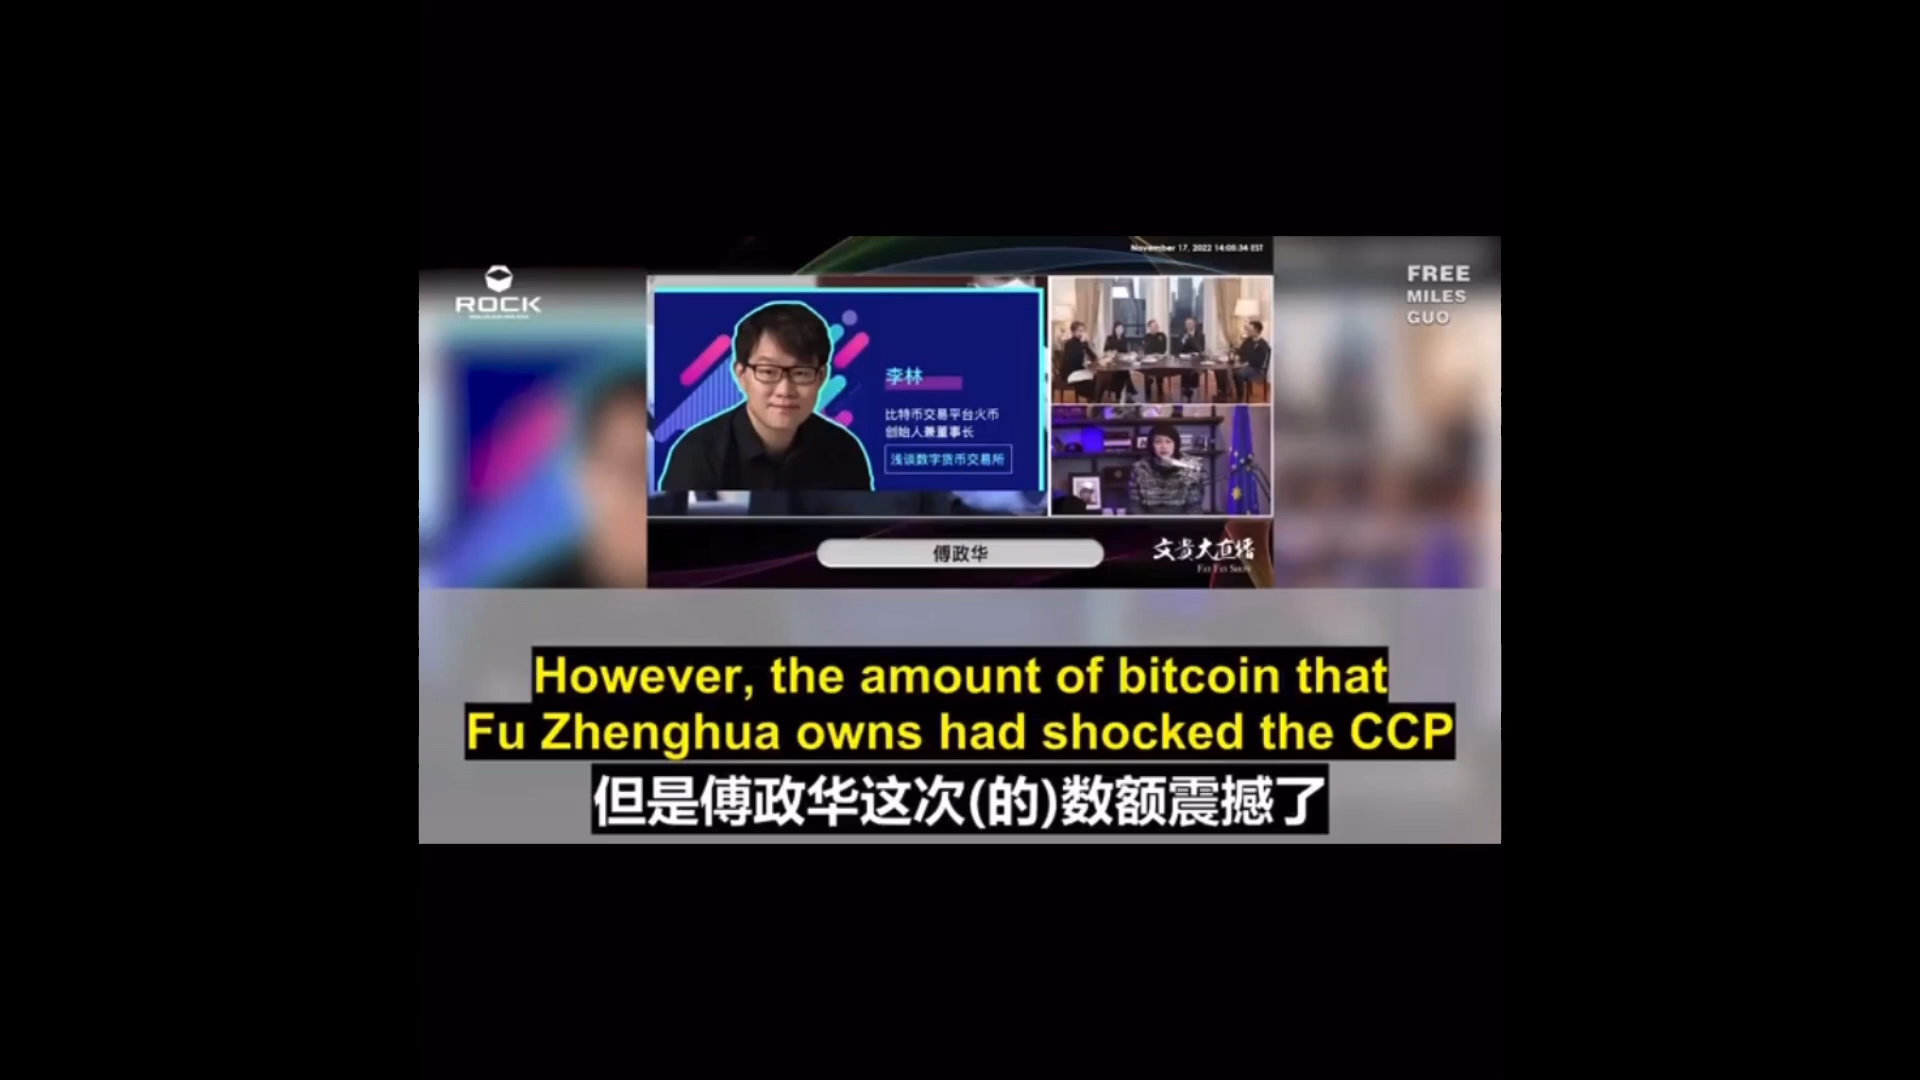 November 17, 2022 14:05:34 EST
ROCK
FREE
MILES
GUO
李林
比特币交易平台火币
创始人兼董事长
浅谈数字货币交易所
傅政华
文贵大直播
However, the amount of bitcoin that
Fu Zhenghua owns had shocked the CCP
但是傅政华这次(的)数额震撼了